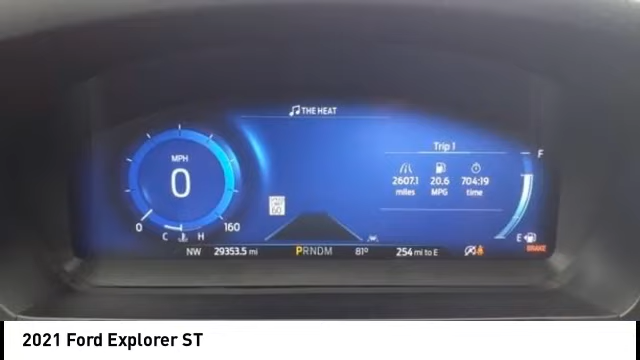 THE HEAT
MPH
0
0 160
C H
60
Trip 1
2607.1 20.6 704:19
miles MPG time
F
E
BRAKE
NW 29353.5 mi PRNDM 81° 254 mi to E
2021 Ford Explorer ST